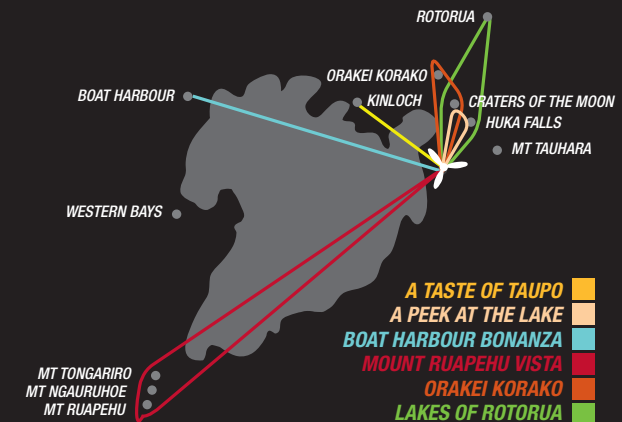 ROTORUA
ORAKEI KORAKO
BOAT HARBOUR
KINLOCH
CRATERS OF THE MOON
HUKA FALLS
MT TAUHARA
WESTERN BAYS
A TASTE OF TAUPO
A PEEK AT THE LAKE
BOAT HARBOUR BONANZA
MOUNT RUAPEHU VISTA
ORAKEI KORAKO
LAKES OF ROTORUA
MT TONGARIRO
MT NGAURUHOE
MT RUAPEHU